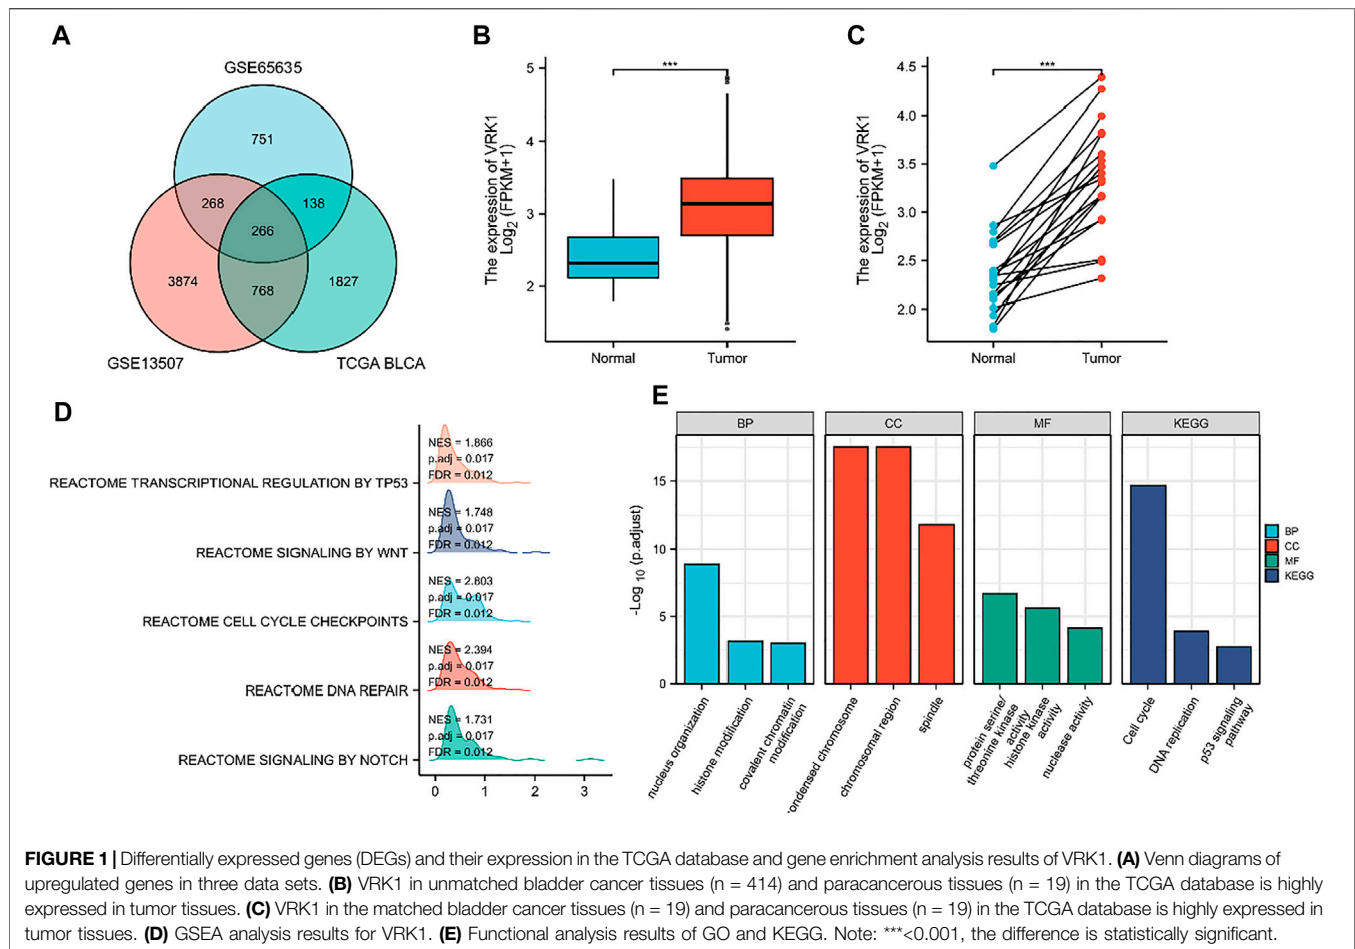 A
GSE65635
751
268
138
266
3874
768
1827
GSE13507
TCGA BLCA
B
The expression of VRK1
Log2 (FPKM+1)
5
4
3
2
***
Normal
Tumor
C
The expression of VRK1
Log2 (FPKM+1)
4.5
4.0
3.5
3.0
2.5
2.0
***
Normal
Tumor
D
REACTOME TRANSCRIPTIONAL REGULATION BY TP53
NES = 1.866
p.adj = 0.017
FDR = 0.012
REACTOME SIGNALING BY WNT
NES = 1.748
p.adj = 0.017
FDR = 0.012
REACTOME CELL CYCLE CHECKPOINTS
NES = 2.803
p.adj = 0.017
FDR = 0.012
REACTOME DNA REPAIR
NES = 2.394
p.adj = 0.017
FDR = 0.012
REACTOME SIGNALING BY NOTCH
NES = 1.731
p.adj = 0.017
FDR = 0.012
0
1
2
3
E
BP
CC
MF
KEGG
-Log 10 (p.adjust)
15
10
5
0
nucleus organization
histone modification
covalent chromatin
modification
ondensed chromosome
chromosomal region
spindle
protein serine/
threonine kinase
activity
histone kinase
activity
nuclease activity
Cell cycle
DNA replication
p53 signaling
pathway
BP
CC
MF
KEGG
FIGURE 1 | Differentially expressed genes (DEGs) and their expression in the TCGA database and gene enrichment analysis results of VRK1. (A) Venn diagrams of
upregulated genes in three data sets. (B) VRK1 in unmatched bladder cancer tissues (n = 414) and paracancerous tissues (n = 19) in the TCGA database is highly
expressed in tumor tissues. (C) VRK1 in the matched bladder cancer tissues (n = 19) and paracancerous tissues (n = 19) in the TCGA database is highly expressed in
tumor tissues. (D) GSEA analysis results for VRK1. (E) Functional analysis results of GO and KEGG. Note: ***<0.001, the difference is statistically significant.